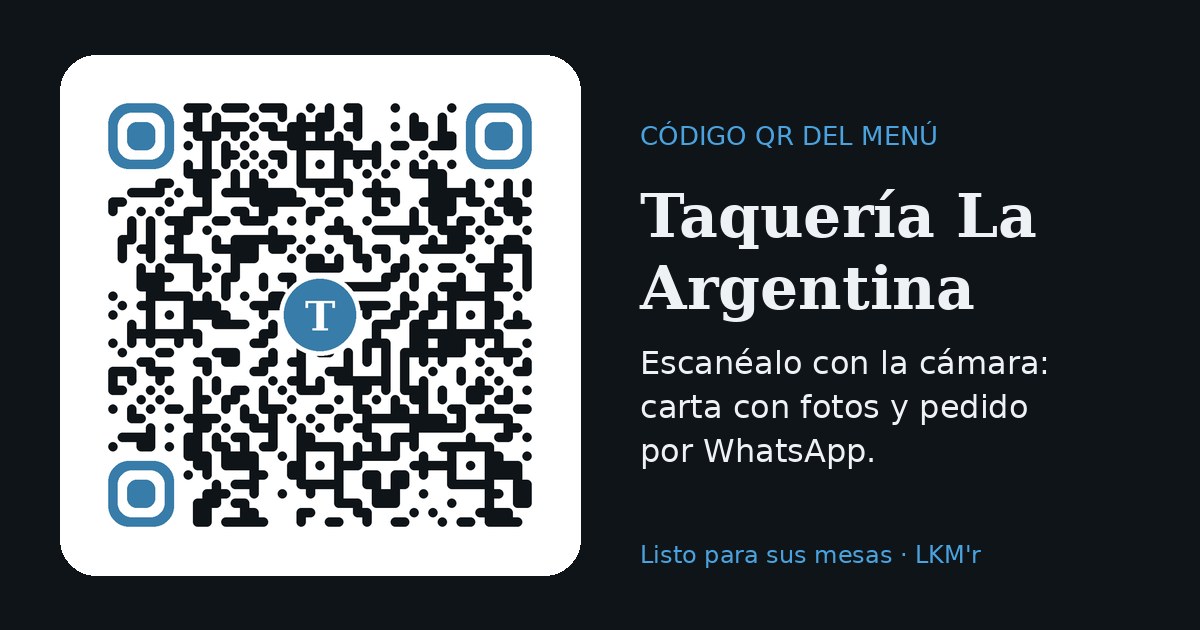 T
CÓDIGO QR DEL MENÚ
Taquería La
Argentina
Escanéalo con la cámara:
carta con fotos y pedido
por WhatsApp.
Listo para sus mesas · LKM'r